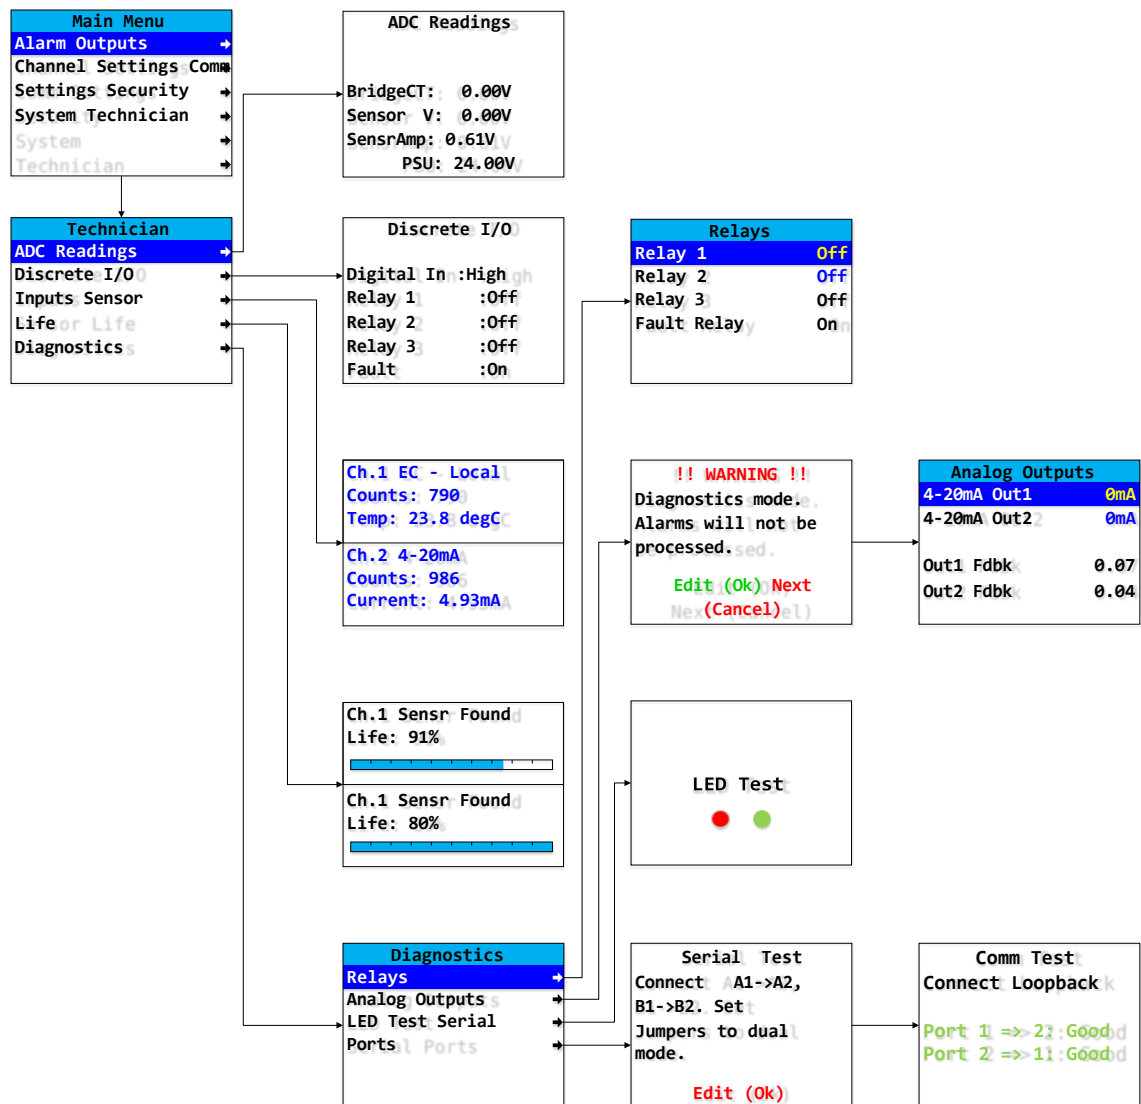 Main Menu
Alarm Outputs
Channel Settings Comm
Settings Security
System Technician
System
Technician
ADC Readings
BridgeCT: 0.00V
Sensor V: 0.00V
SensrAmp: 0.61V
PSU: 24.00V
Technician
ADC Readings
Discrete I/O
Inputs Sensor
Life
Diagnostics
Discrete I/O
Digital In :High
Relay 1 :Off
Relay 2 :Off
Relay 3 :Off
Fault :On
Relays
Relay 1 Off
Relay 2 Off
Relay 3 Off
Fault Relay On
Ch.1 EC - Local
Counts: 790
Temp: 23.8 degC
Ch.2 4-20mA
Counts: 986
Current: 4.93mA
!! WARNING !!
Diagnostics mode.
Alarms will not be
processed.
Edit (Ok) Next
(Cancel)
Analog Outputs
4-20mA Out1 0mA
4-20mA Out2 0mA
Out1 Fdbk 0.07
Out2 Fdbk 0.04
Ch.1 Sensr Found
Life: 91%
Ch.1 Sensr Found
Life: 80%
LED Test
Diagnostics
Relays
Analog Outputs
LED Test Serial
Ports
Serial Test
Connect A1->A2,
B1->B2. Set
Jumpers to dual
mode.
Edit (Ok)
Comm Test
Connect Loopback
Port 1 => 2: Good
Port 2 => 1: Good